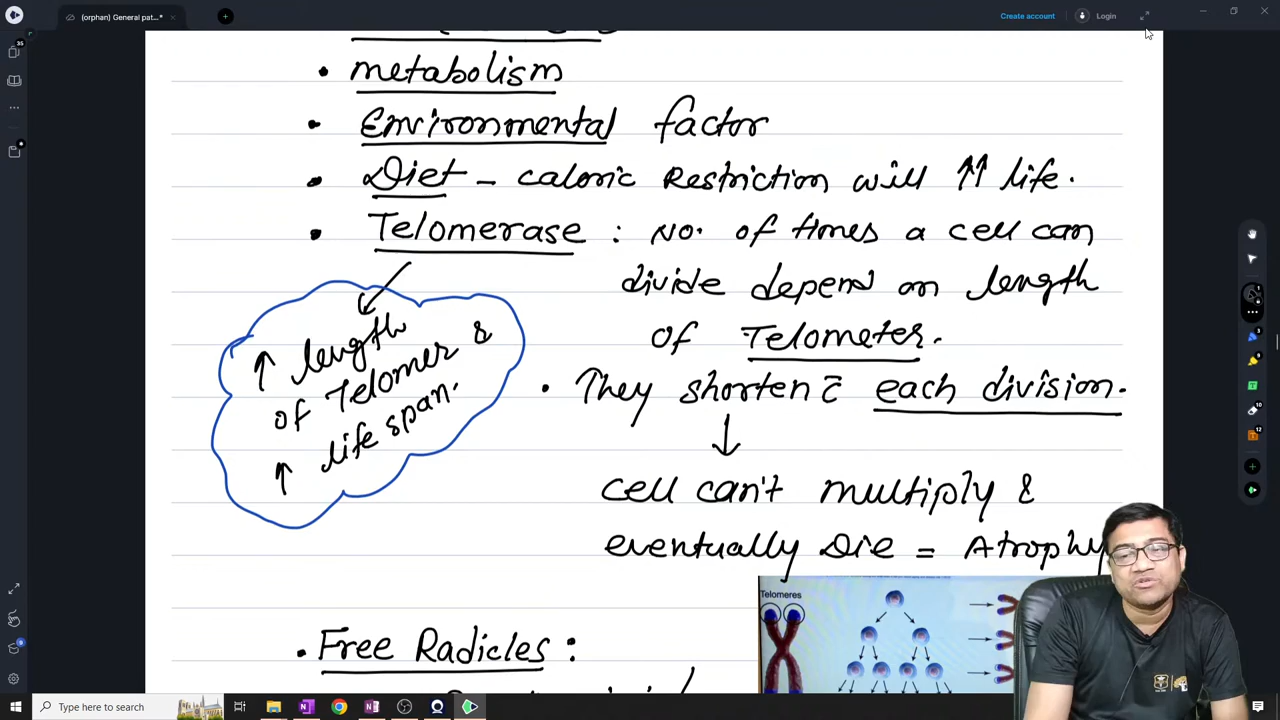 (orphan) General pat...*
Create account
Login
35
• metabolism
• Environmental factor
• Diet - caloric Restriction will ↑↑ life.
• Telomerase : No. of times a cell can
divide depend on length
of Telometer.
↑ length
of Telomer &
↑ life span.
• They shorten c̄ each division.
↓
cell can't multiply &
eventually Die = Atrophy
Telomeres
• Free Radicles :
Type here to search